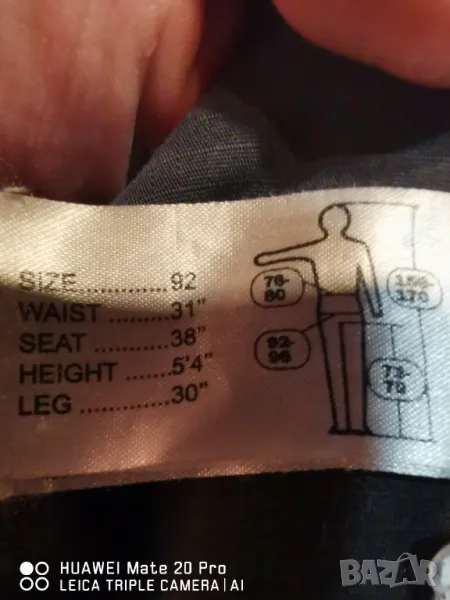 SIZE............92
WAIST..........31"
SEAT............38"
HEIGHT........5'4"
LEG..............30"
76-
80
92-
96
73-
79
HUAWEI Mate 20 Pro
LEICA TRIPLE CAMERA | AI
BAZAR